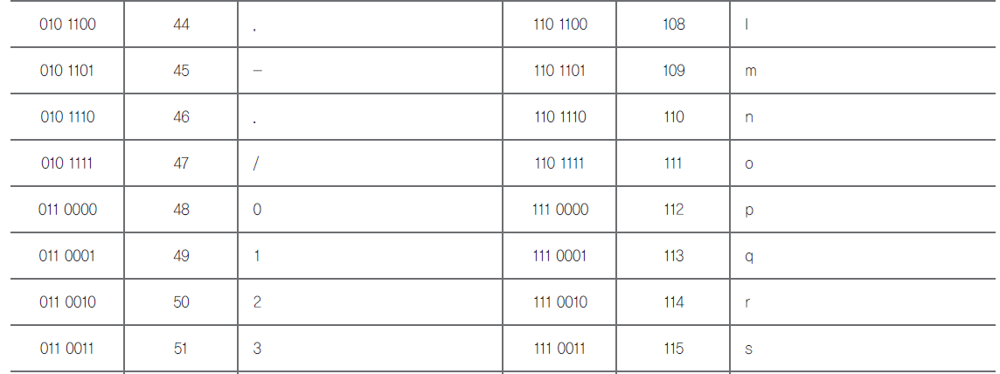 010 1100 44 , 110 1100 108 l
010 1101 45 – 110 1101 109 m
010 1110 46 . 110 1110 110 n
010 1111 47 / 110 1111 111 o
011 0000 48 0 111 0000 112 p
011 0001 49 1 111 0001 113 q
011 0010 50 2 111 0010 114 r
011 0011 51 3 111 0011 115 s